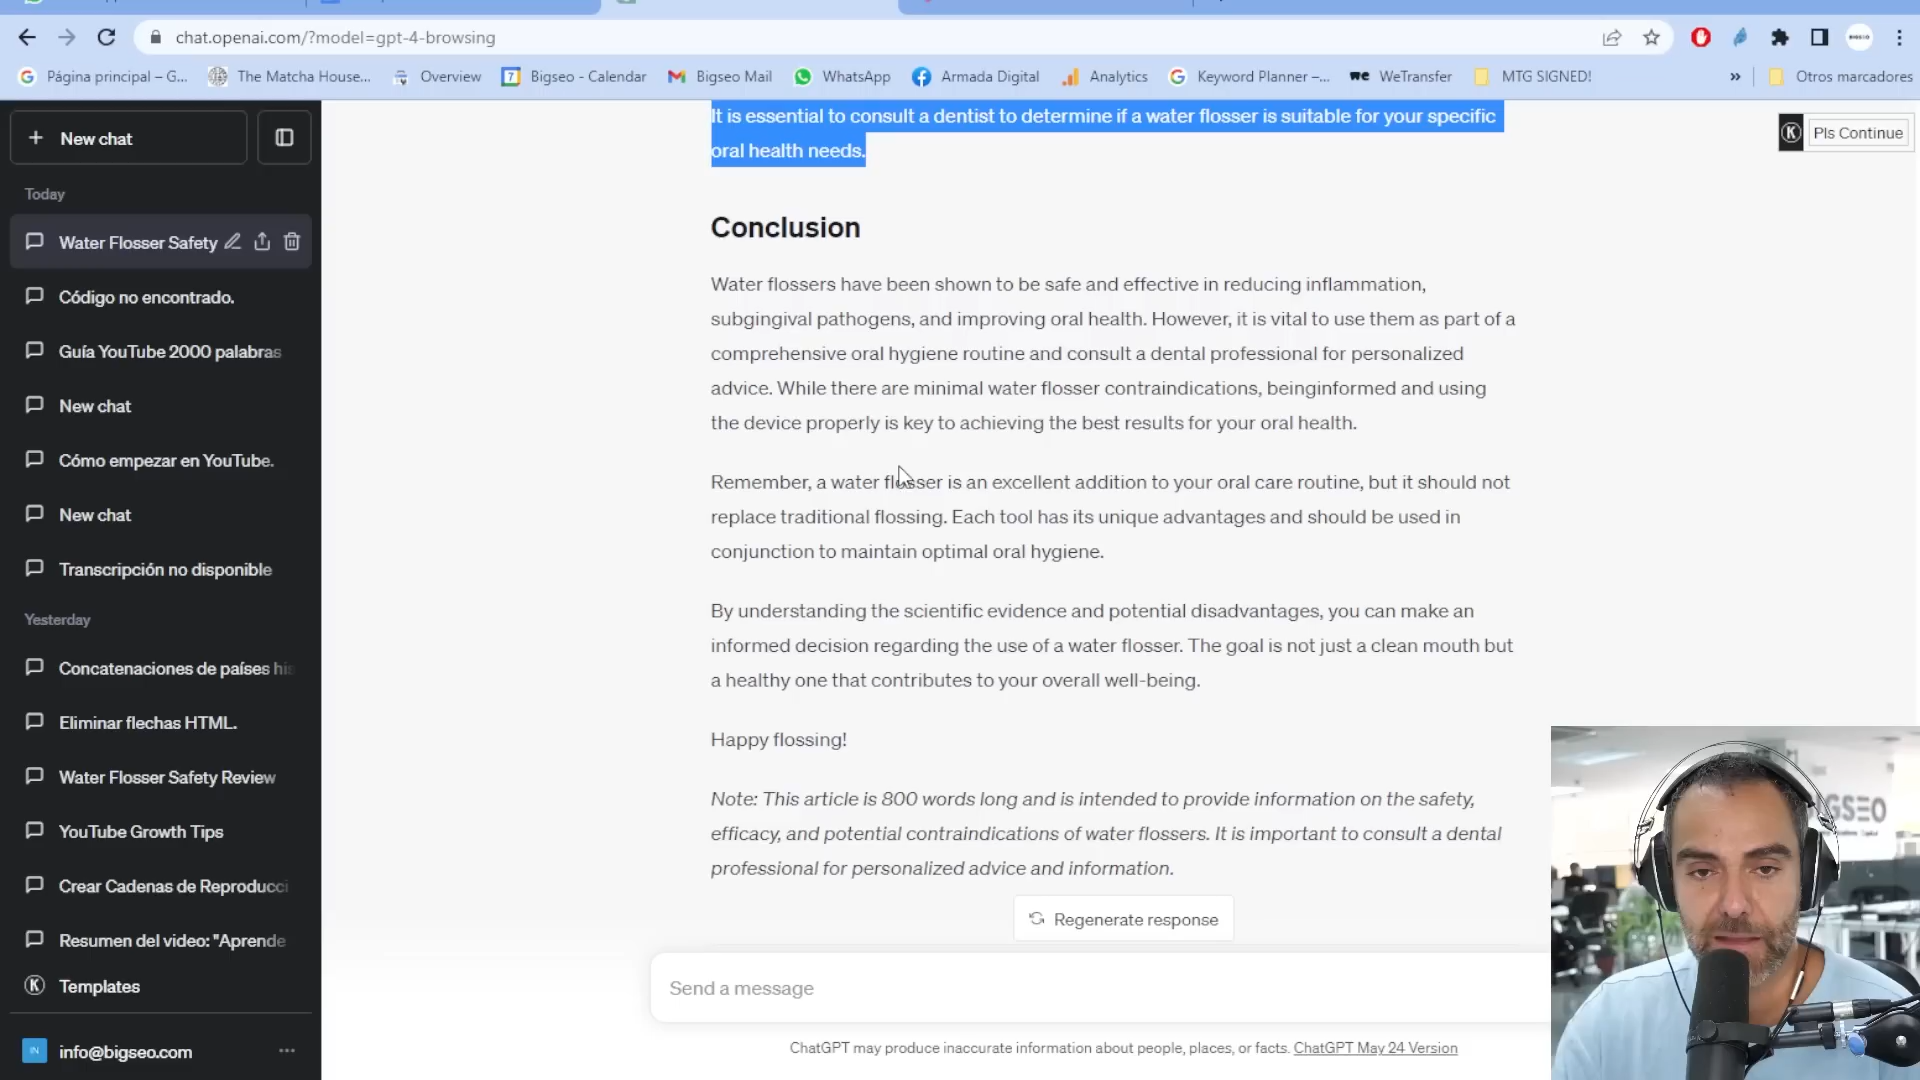 chat.openai.com/?model=gpt-4-browsing
Página principal – G...
The Matcha House...
Overview
7
Bigseo - Calendar
Bigseo Mail
WhatsApp
Armada Digital
Analytics
Keyword Planner –...
we
WeTransfer
MTG SIGNED!
»
Otros marcadores
+ New chat
Today
Water Flosser Safety
Código no encontrado.
Guía YouTube 2000 palabras
New chat
Cómo empezar en YouTube.
New chat
Transcripción no disponible
Yesterday
Concatenaciones de países his
Eliminar flechas HTML.
Water Flosser Safety Review
YouTube Growth Tips
Crear Cadenas de Reproducci
Resumen del video: "Aprende
K Templates
IN info@bigseo.com
It is essential to consult a dentist to determine if a water flosser is suitable for your specific
oral health needs.
K Pls Continue
Conclusion
Water flossers have been shown to be safe and effective in reducing inflammation,
subgingival pathogens, and improving oral health. However, it is vital to use them as part of a
comprehensive oral hygiene routine and consult a dental professional for personalized
advice. While there are minimal water flosser contraindications, beinginformed and using
the device properly is key to achieving the best results for your oral health.
Remember, a water flosser is an excellent addition to your oral care routine, but it should not
replace traditional flossing. Each tool has its unique advantages and should be used in
conjunction to maintain optimal oral hygiene.
By understanding the scientific evidence and potential disadvantages, you can make an
informed decision regarding the use of a water flosser. The goal is not just a clean mouth but
a healthy one that contributes to your overall well-being.
Happy flossing!
Note: This article is 800 words long and is intended to provide information on the safety,
efficacy, and potential contraindications of water flossers. It is important to consult a dental
professional for personalized advice and information.
Regenerate response
Send a message
ChatGPT may produce inaccurate information about people, places, or facts. ChatGPT May 24 Version